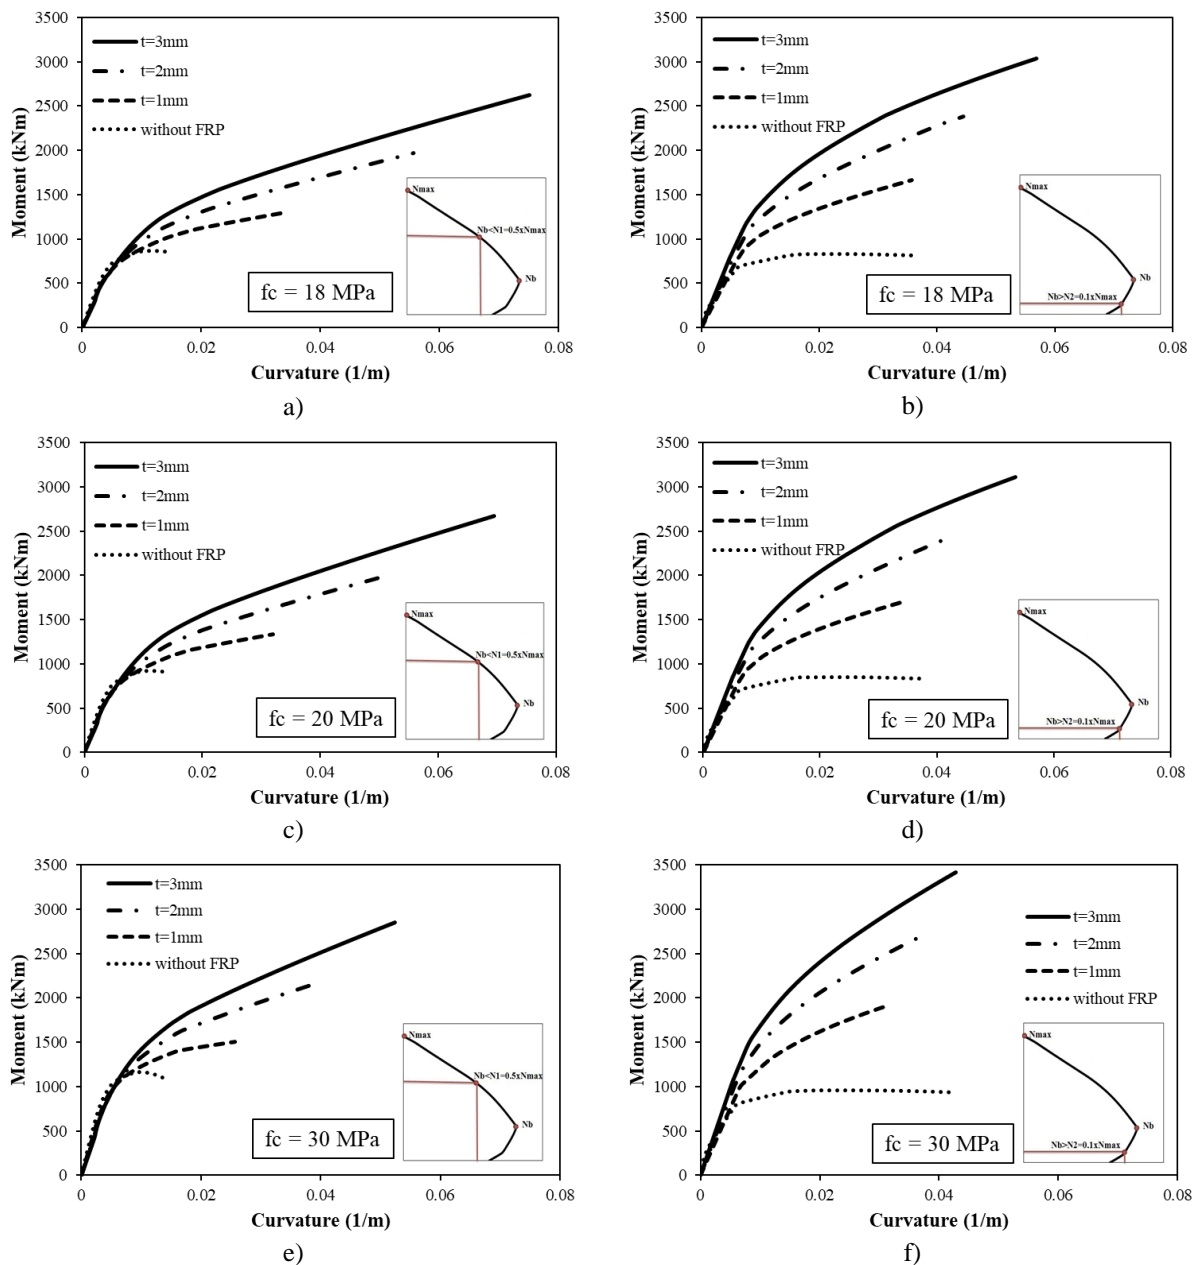 3500
3000
2500
2000
1500
1000
500
0
Moment (kNm)
t=3mm
t=2mm
t=1mm
without FRP
Nmax
Nb<N1=0.5xNmax
Nb
fc = 18 MPa
0 0.02 0.04 0.06 0.08
Curvature (1/m)
a)
3500
3000
2500
2000
1500
1000
500
0
Moment (kNm)
t=3mm
t=2mm
t=1mm
without FRP
Nmax
Nb
Nb>N2=0.1xNmax
fc = 18 MPa
0 0.02 0.04 0.06 0.08
Curvature (1/m)
b)
3500
3000
2500
2000
1500
1000
500
0
Moment (kNm)
t=3mm
t=2mm
t=1mm
without FRP
Nmax
Nb<N1=0.5xNmax
Nb
fc = 20 MPa
0 0.02 0.04 0.06 0.08
Curvature (1/m)
c)
3500
3000
2500
2000
1500
1000
500
0
Moment (kNm)
t=3mm
t=2mm
t=1mm
without FRP
Nmax
Nb
Nb>N2=0.1xNmax
fc = 20 MPa
0 0.02 0.04 0.06 0.08
Curvature (1/m)
d)
3500
3000
2500
2000
1500
1000
500
0
Moment (kNm)
t=3mm
t=2mm
t=1mm
without FRP
Nmax
Nb<N1=0.5xNmax
Nb
fc = 30 MPa
0 0.02 0.04 0.06 0.08
Curvature (1/m)
e)
3500
3000
2500
2000
1500
1000
500
0
Moment (kNm)
t=3mm
t=2mm
t=1mm
without FRP
Nmax
Nb
Nb>N2=0.1xNmax
fc = 30 MPa
0 0.02 0.04 0.06 0.08
Curvature (1/m)
f)